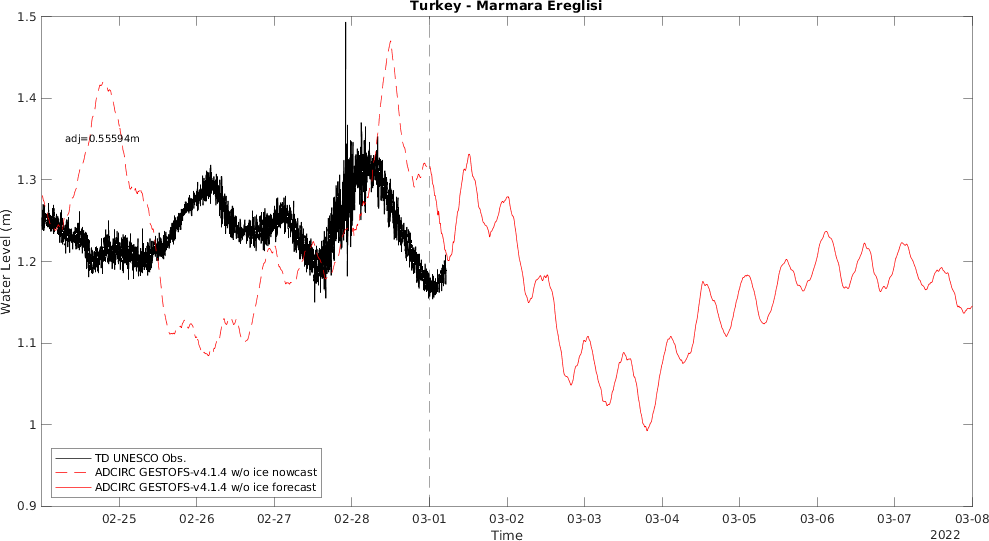 Turkey - Marmara Ereglisi
1.5
1.4
adj=0.55594m
1.3
1.2
Water Level (m)
1.1
1
TD UNESCO Obs.
ADCIRC GESTOFS-v4.1.4 w/o ice nowcast
ADCIRC GESTOFS-v4.1.4 w/o ice forecast
0.9
02-25 02-26 02-27 02-28 03-01 03-02 03-03 03-04 03-05 03-06 03-07 03-08
Time
2022